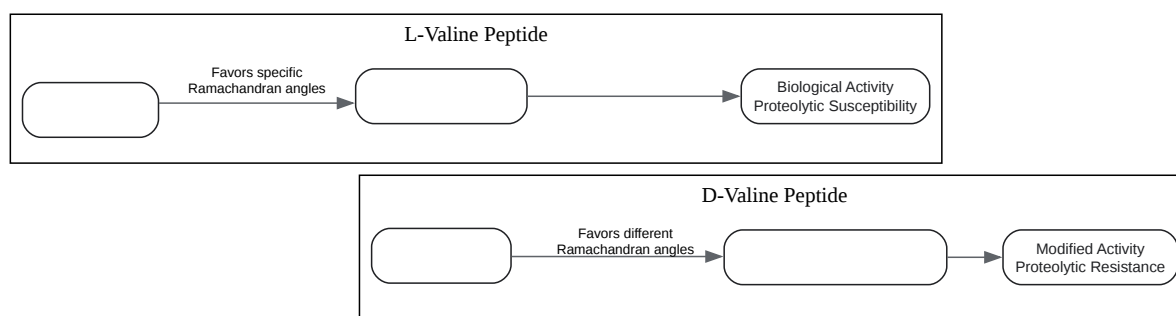 L-Valine Peptide
Favors specific
Ramachandran angles
Biological Activity
Proteolytic Susceptibility
D-Valine Peptide
Favors different
Ramachandran angles
Modified Activity
Proteolytic Resistance